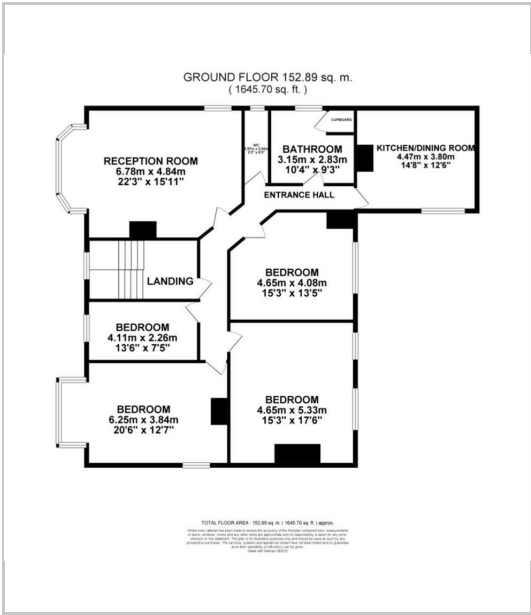 GROUND FLOOR 152.89 sq. m.
( 1645.70 sq. ft. )
CUPBOARD
WC
BATHROOM
3.15m x 2.83m
10'4" x 9'3"
KITCHEN/DINING ROOM
4.47m x 3.80m
14'8" x 12'6"
RECEPTION ROOM
6.78m x 4.84m
22'3" x 15'11"
ENTRANCE HALL
BEDROOM
4.65m x 4.08m
15'3" x 13'5"
LANDING
BEDROOM
4.11m x 2.26m
13'6" x 7'5"
BEDROOM
4.65m x 5.33m
15'3" x 17'6"
BEDROOM
6.25m x 3.84m
20'6" x 12'7"
TOTAL FLOOR AREA : 152.89 sq. m. ( 1645.70 sq. ft. ) approx.